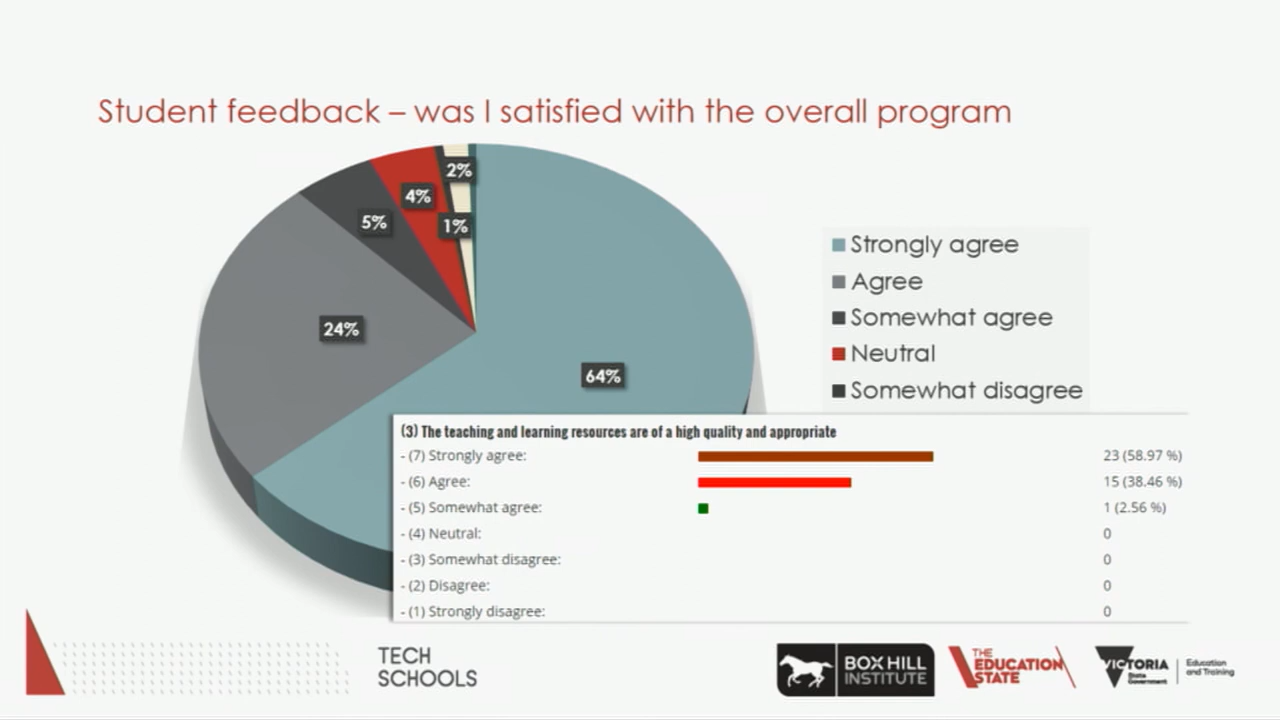 Student feedback – was I satisfied with the overall program
2%
4%
5%
1%
24%
64%
Strongly agree
Agree
Somewhat agree
Neutral
Somewhat disagree
(3) The teaching and learning resources are of a high quality and appropriate
- (7) Strongly agree: 23 (58.97 %)
- (6) Agree: 15 (38.46 %)
- (5) Somewhat agree: 1 (2.56 %)
- (4) Neutral: 0
- (3) Somewhat disagree: 0
- (2) Disagree: 0
- (1) Strongly disagree: 0
TECH
SCHOOLS
BOX HILL
INSTITUTE
THE
EDUCATION
STATE
VICTORIA
State
Government
Education
and Training